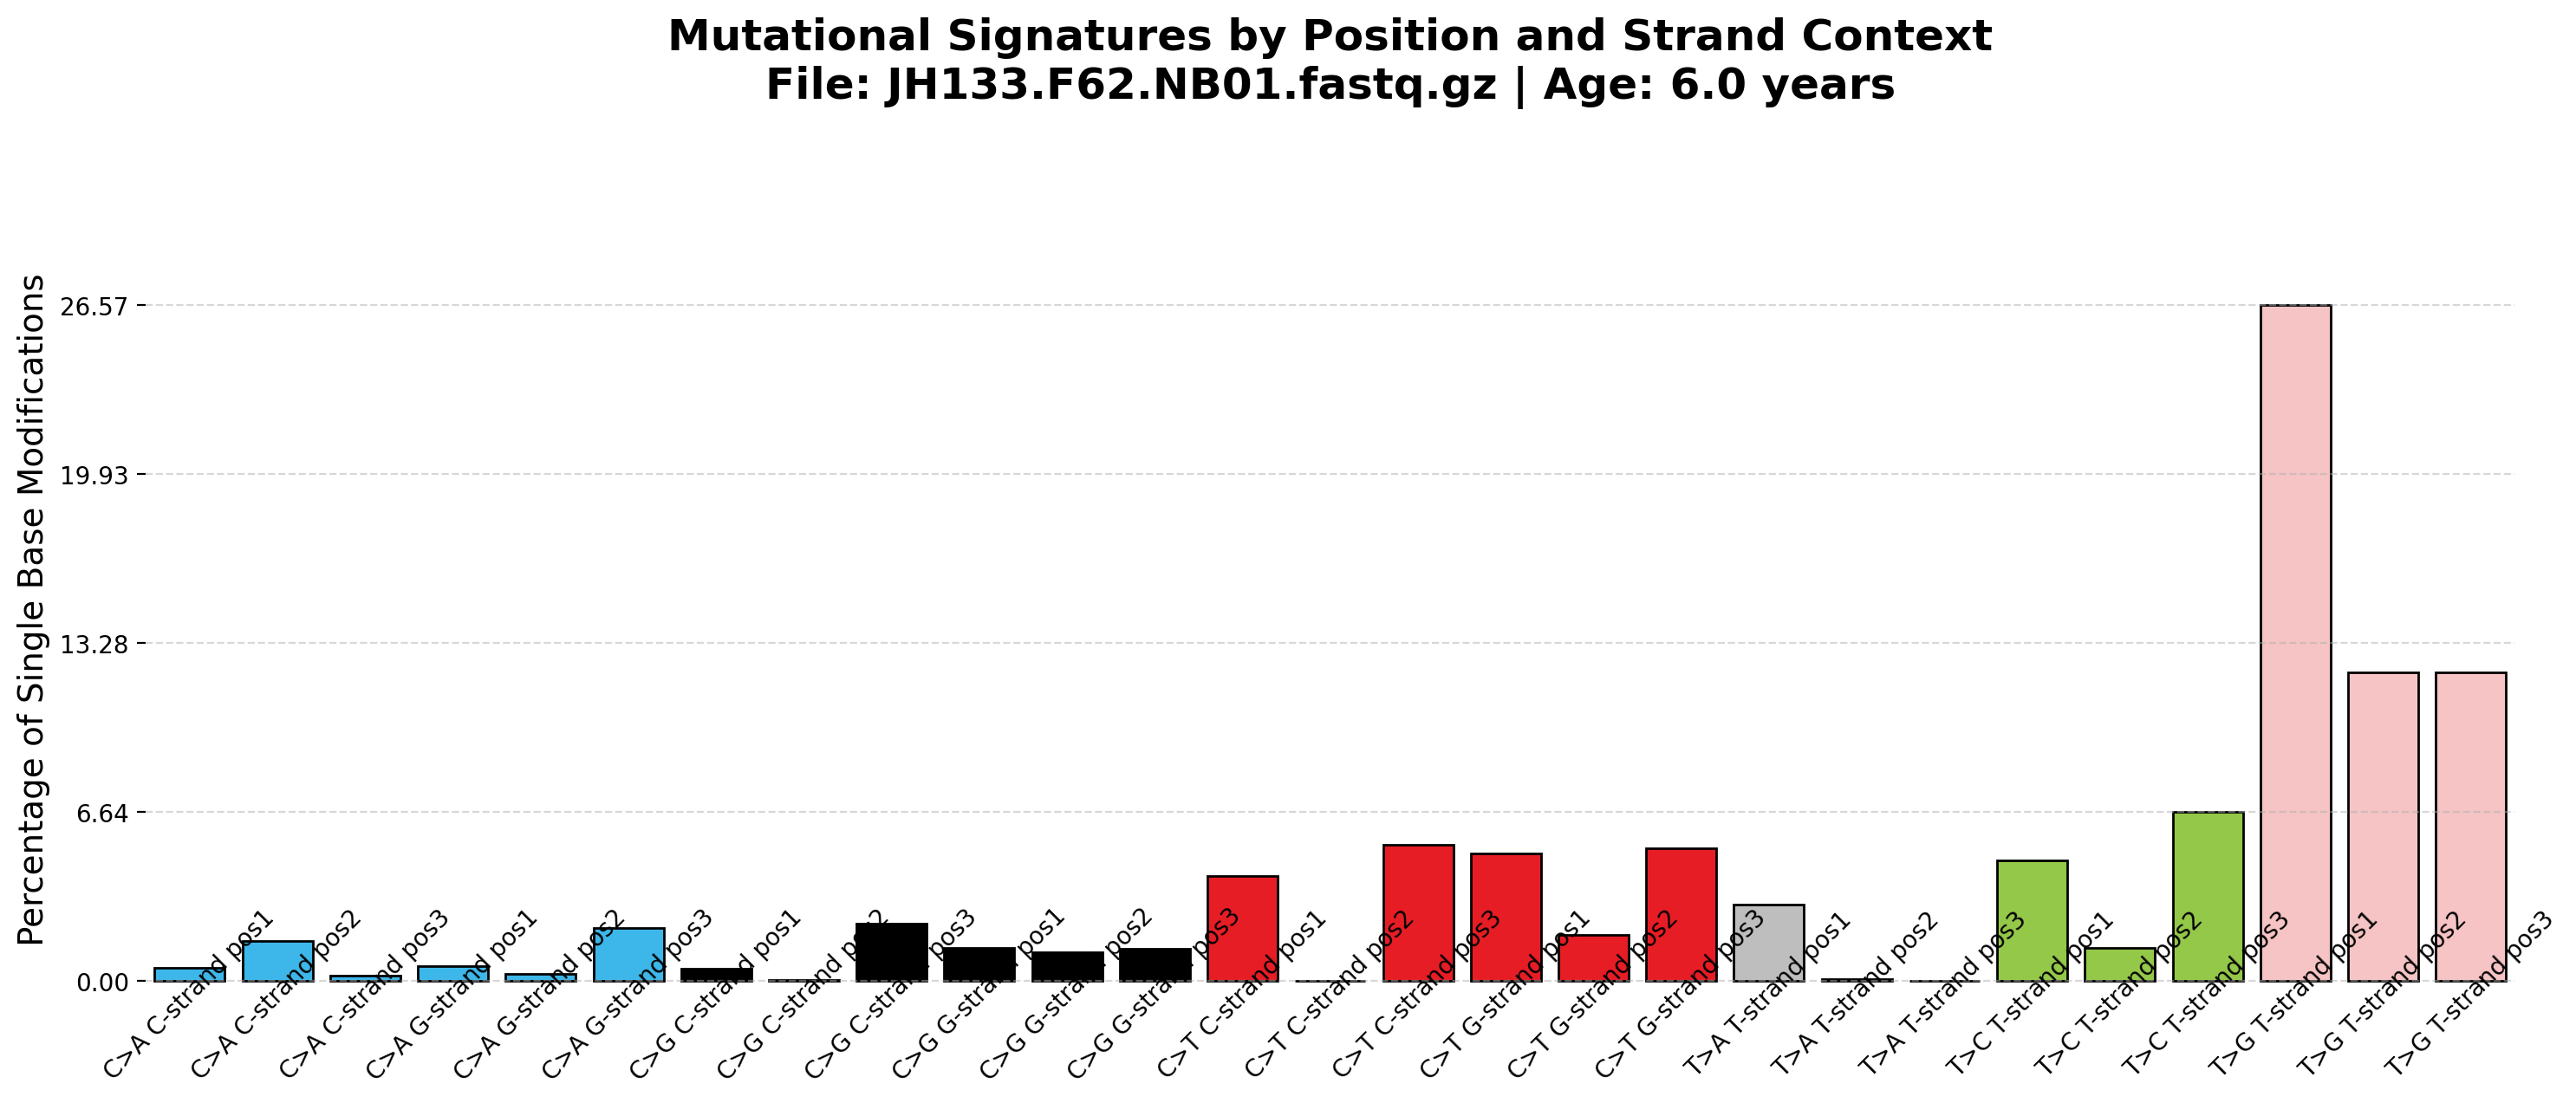 Mutational Signatures by Position and Strand Context
File: JH133.F62.NB01.fastq.gz | Age: 6.0 years
Percentage of Single Base Modifications
26.57
19.93
13.28
6.64
0.00
C>A C-strand pos1
C>A C-strand pos2
C>A C-strand pos3
C>A G-strand pos1
C>A G-strand pos2
C>A G-strand pos3
C>G C-strand pos1
C>G C-strand pos2
C>G C-strand pos3
C>G G-strand pos1
C>G G-strand pos2
C>G G-strand pos3
C>T C-strand pos1
C>T C-strand pos2
C>T C-strand pos3
C>T G-strand pos1
C>T G-strand pos2
C>T G-strand pos3
T>A T-strand pos1
T>A T-strand pos2
T>A T-strand pos3
T>C T-strand pos1
T>C T-strand pos2
T>C T-strand pos3
T>G T-strand pos1
T>G T-strand pos2
T>G T-strand pos3